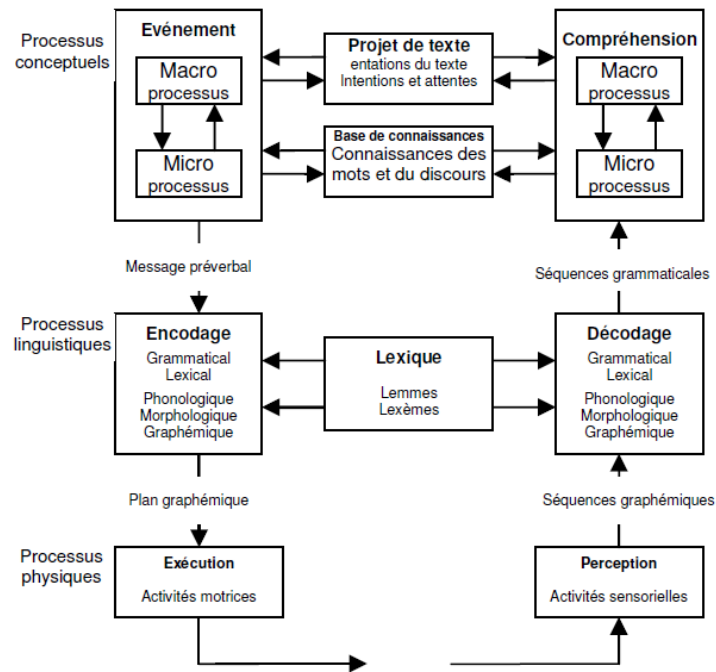 Processus
conceptuels
Evénement
Macro
processus
Micro
processus
Projet de texte
entations du texte
Intentions et attentes
Base de connaissances
Connaissances des
mots et du discours
Compréhension
Macro
processus
Micro
processus
Message préverbal
Séquences grammaticales
Processus
linguistiques
Encodage
Grammatical
Lexical
Phonologique
Morphologique
Graphémique
Lexique
Lemmes
Lexèmes
Décodage
Grammatical
Lexical
Phonologique
Morphologique
Graphémique
Plan graphémique
Séquences graphémiques
Processus
physiques
Exécution
Activités motrices
Perception
Activités sensorielles